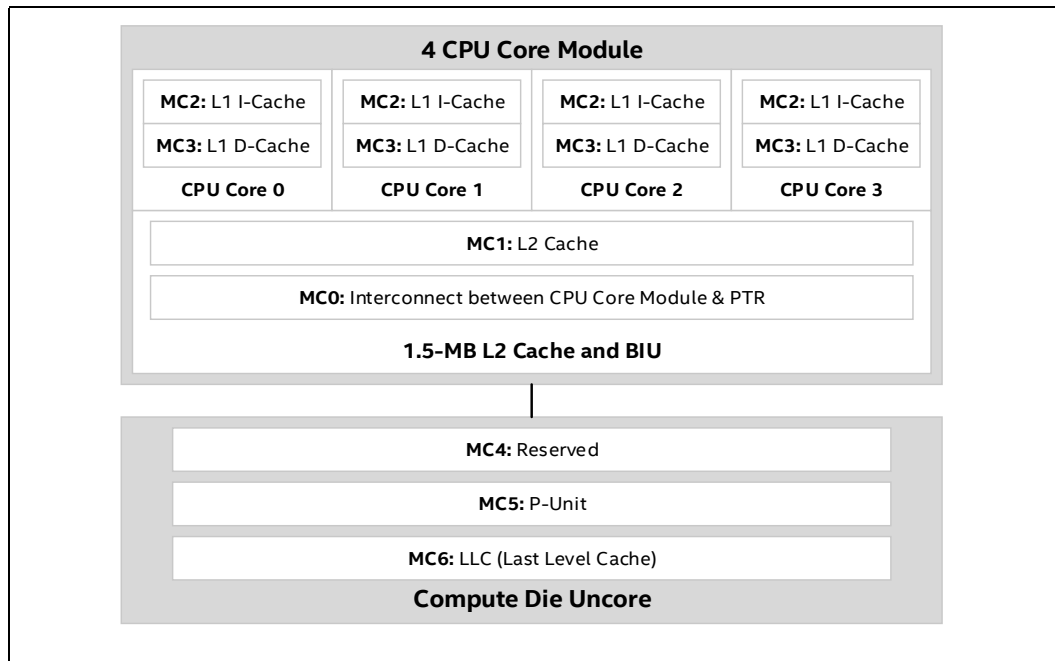 4 CPU Core Module
MC2: L1 I-Cache
MC3: L1 D-Cache
CPU Core 0
MC2: L1 I-Cache
MC3: L1 D-Cache
CPU Core 1
MC2: L1 I-Cache
MC3: L1 D-Cache
CPU Core 2
MC2: L1 I-Cache
MC3: L1 D-Cache
CPU Core 3
MC1: L2 Cache
MC0: Interconnect between CPU Core Module & PTR
1.5-MB L2 Cache and BIU
MC4: Reserved
MC5: P-Unit
MC6: LLC (Last Level Cache)
Compute Die Uncore